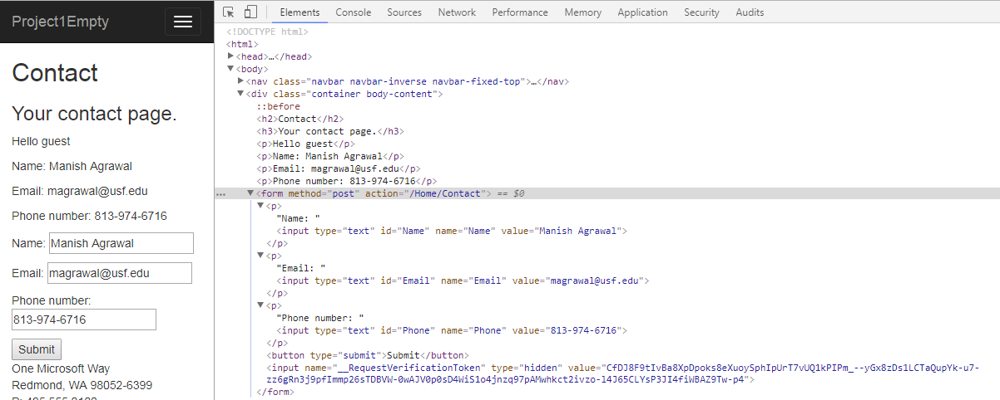 Project1Empty
Contact
Your contact page.
Hello guest
Name: Manish Agrawal
Email: magrawal@usf.edu
Phone number: 813-974-6716
Name: Manish Agrawal
Email: magrawal@usf.edu
Phone number:
813-974-6716
Submit
One Microsoft Way
Redmond, WA 98052-6399
Elements Console Sources Network Performance Memory Application Security Audits
<!DOCTYPE html>
<html>
<head>…</head>
<body>
<nav class="navbar navbar-inverse navbar-fixed-top">…</nav>
<div class="container body-content">
::before
<h2>Contact</h2>
<h3>Your contact page.</h3>
<p>Hello guest</p>
<p>Name: Manish Agrawal</p>
<p>Email: magrawal@usf.edu</p>
<p>Phone number: 813-974-6716</p>
… <form method="post" action="/Home/Contact"> == $0
<p>
"Name: "
<input type="text" id="Name" name="Name" value="Manish Agrawal">
</p>
<p>
"Email: "
<input type="text" id="Email" name="Email" value="magrawal@usf.edu">
</p>
<p>
"Phone number: "
<input type="text" id="Phone" name="Phone" value="813-974-6716">
</p>
<button type="submit">Submit</button>
<input name="__RequestVerificationToken" type="hidden" value="CfDJ8F9tIvBa8XpDpoks8eXuoySphIpUrT7vUQ1kPIPm_--yGx8zDs1LCTaQupYk-u7-
zz6gRn3j9pfImmp26sTDBVW-0wAJV0p0sD4WiS1o4jnzq97pAMwhkct2ivzo-l4J65CLYsP3JI4fiWBAZ9Tw-p4">
</form>